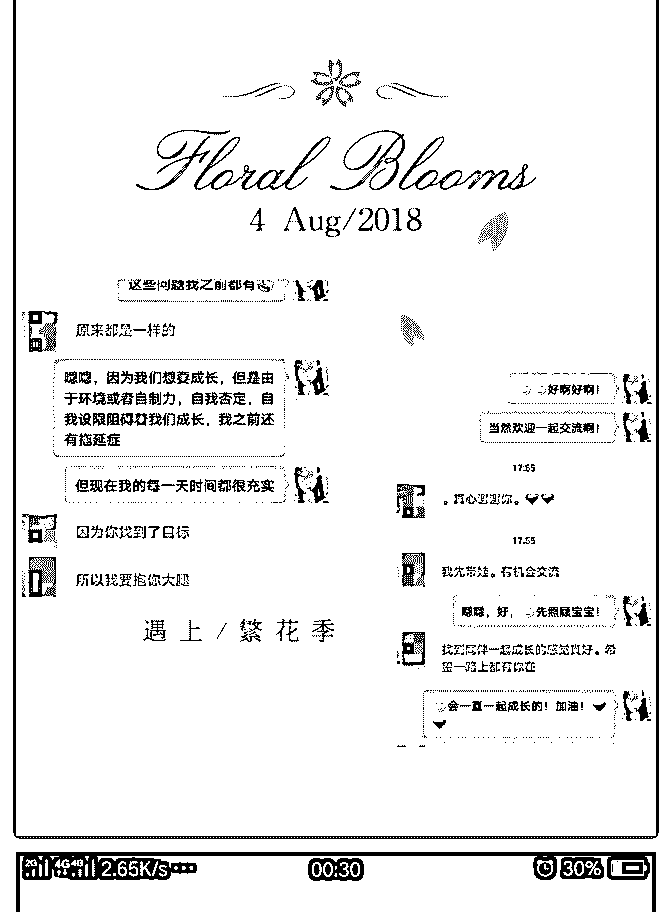 Floral Blooms
4 Aug/2018
这些问题我之前都有
原来都是一样的
嗯嗯，因为我们想要成长，但是由
于环境或者自制力，自我否定，自
我设限阻碍着我们成长，我之前还
有拖延症
但现在我的每一天时间都很充实
因为你找到了目标
所以我要抱你大腿
遇上/繁花季
好啊好啊！
当然欢迎一起交流啊！
17:55
。真心谢谢你。
17:55
我先带娃。有机会交流
嗯嗯，好，先照顾宝宝！
找到同伴一起成长的感觉真好。希
望一路上都有你在
会一直一起成长的！加油！
2G 4G 4G 2.65K/s
00:30
30%